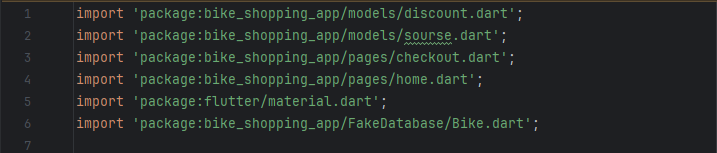 1 import 'package:bike_shopping_app/models/discount.dart';
2 import 'package:bike_shopping_app/models/sourse.dart';
3 import 'package:bike_shopping_app/pages/checkout.dart';
4 import 'package:bike_shopping_app/pages/home.dart';
5 import 'package:flutter/material.dart';
6 import 'package:bike_shopping_app/FakeDatabase/Bike.dart';
7